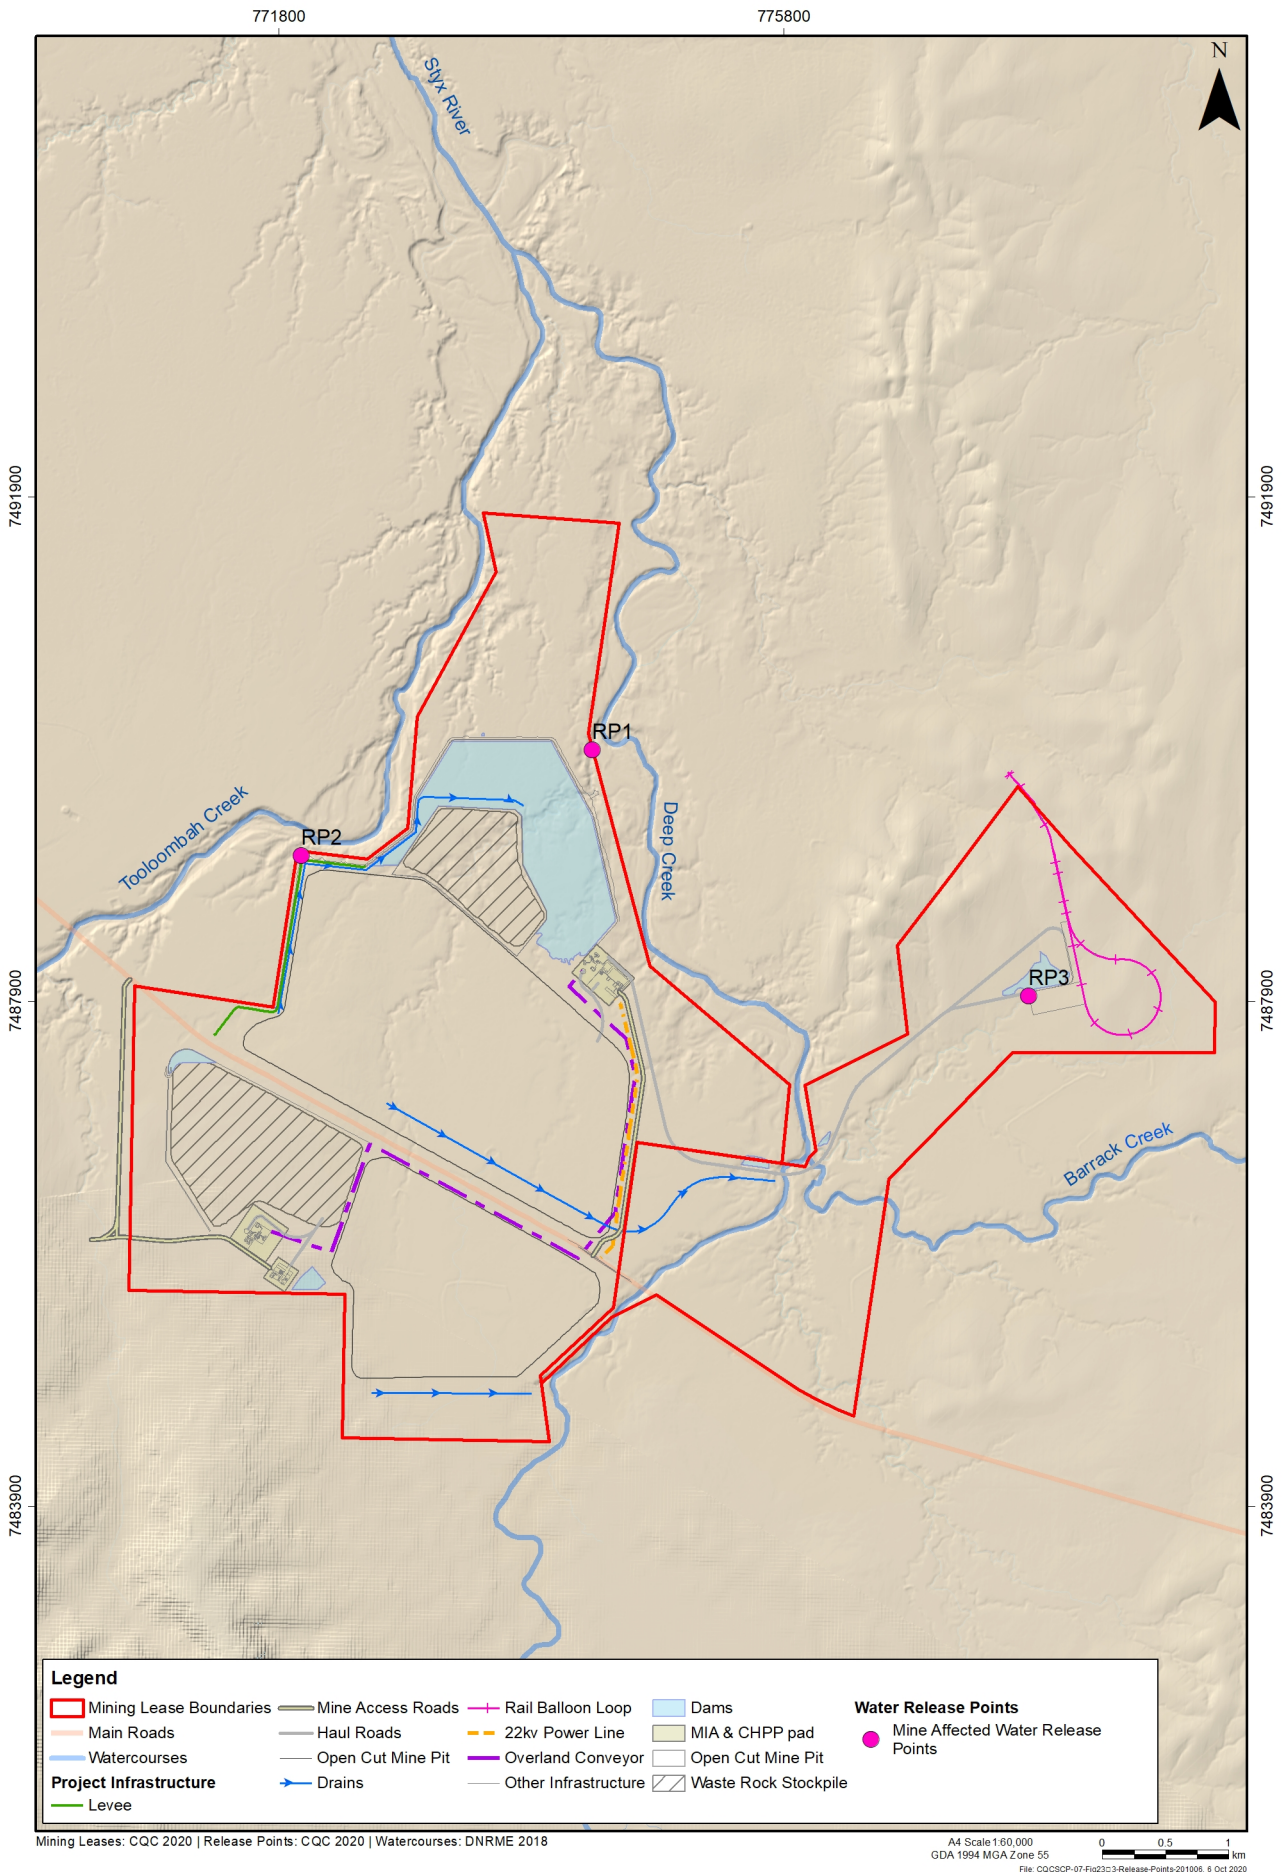 771800
775800
N
Styx River
7491900
7491900
RP1
Tooloombah Creek
RP2
Deep Creek
RP3
7487900
7487900
Barrack Creek
7483900
7483900
Legend
Mining Lease Boundaries
Main Roads
Watercourses
Project Infrastructure
Levee
Mine Access Roads
Haul Roads
Open Cut Mine Pit
Drains
Rail Balloon Loop
22kv Power Line
Overland Conveyor
Other Infrastructure
Dams
MIA & CHPP pad
Open Cut Mine Pit
Waste Rock Stockpile
Water Release Points
Mine Affected Water Release
Points
Mining Leases: CQC 2020 | Release Points: CQC 2020 | Watercourses: DNRME 2018
A4 Scale 1:60,000
GDA 1994 MGA Zone 55
0 0.5 1
km